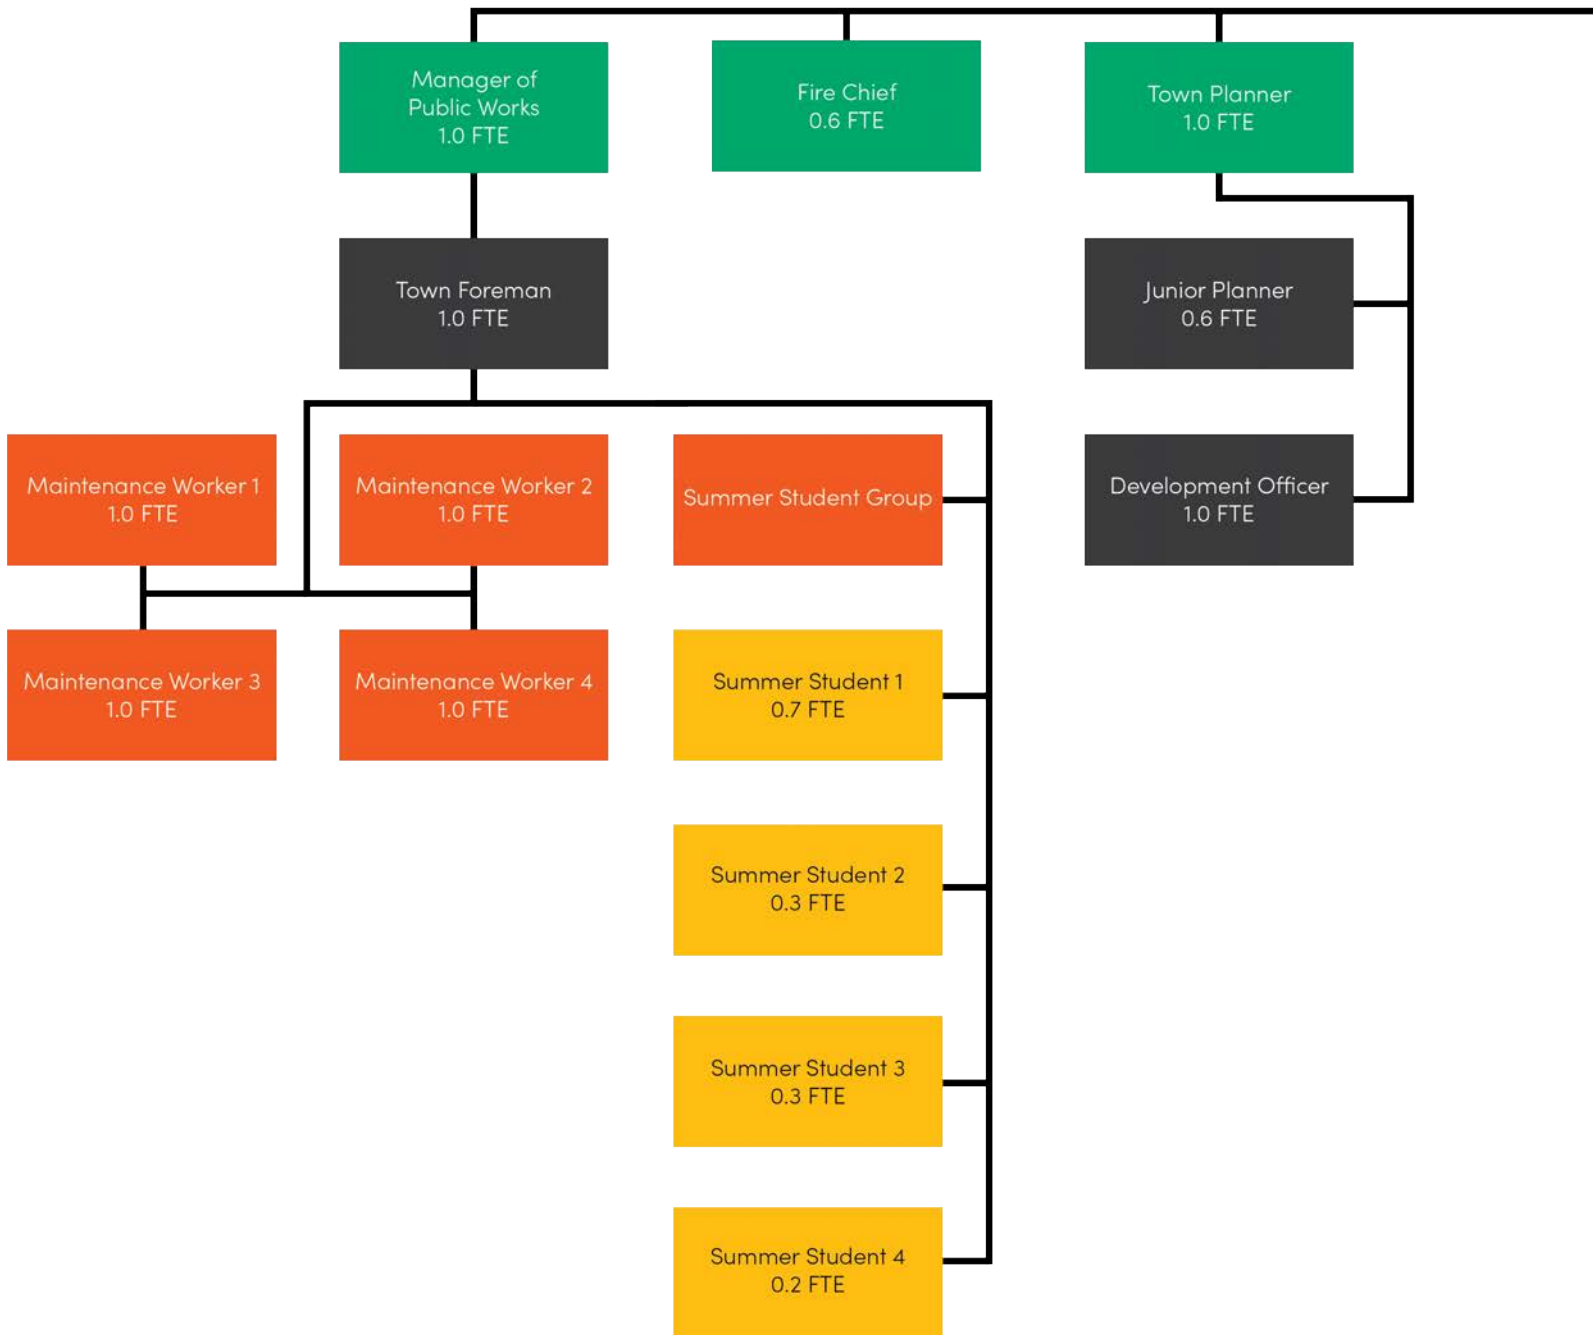 Manager of
Public Works
1.0 FTE
Fire Chief
0.6 FTE
Town Planner
1.0 FTE
Town Foreman
1.0 FTE
Junior Planner
0.6 FTE
Maintenance Worker 1
1.0 FTE
Maintenance Worker 2
1.0 FTE
Summer Student Group
Development Officer
1.0 FTE
Maintenance Worker 3
1.0 FTE
Maintenance Worker 4
1.0 FTE
Summer Student 1
0.7 FTE
Summer Student 2
0.3 FTE
Summer Student 3
0.3 FTE
Summer Student 4
0.2 FTE